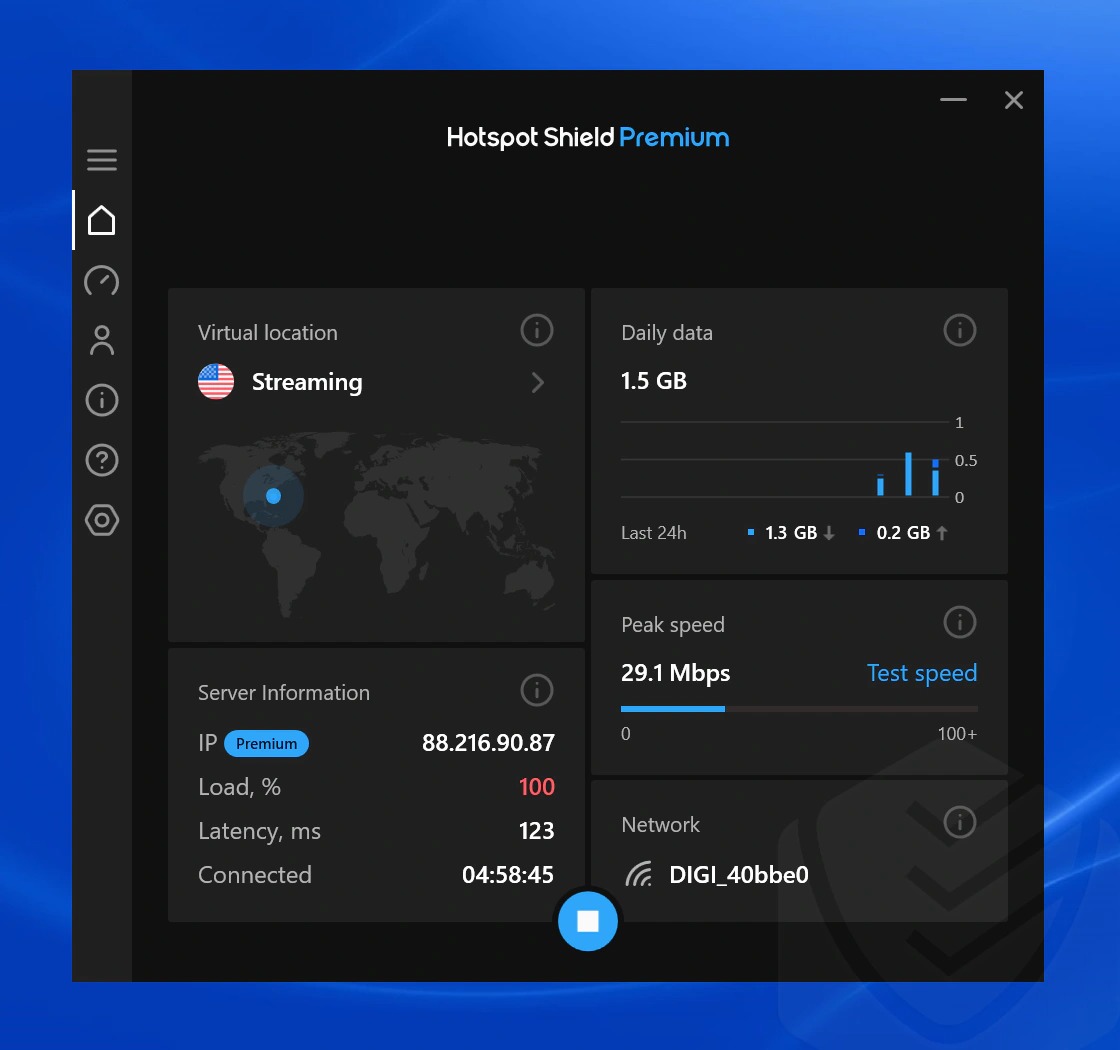 Hotspot Shield Premium
Virtual location
Streaming
Daily data
1.5 GB
1
0.5
0
Last 24h
1.3 GB
0.2 GB
Server Information
IP Premium 88.216.90.87
Load, % 100
Latency, ms 123
Connected 04:58:45
Peak speed
29.1 Mbps Test speed
0 100+
Network
DIGI_40bbe0